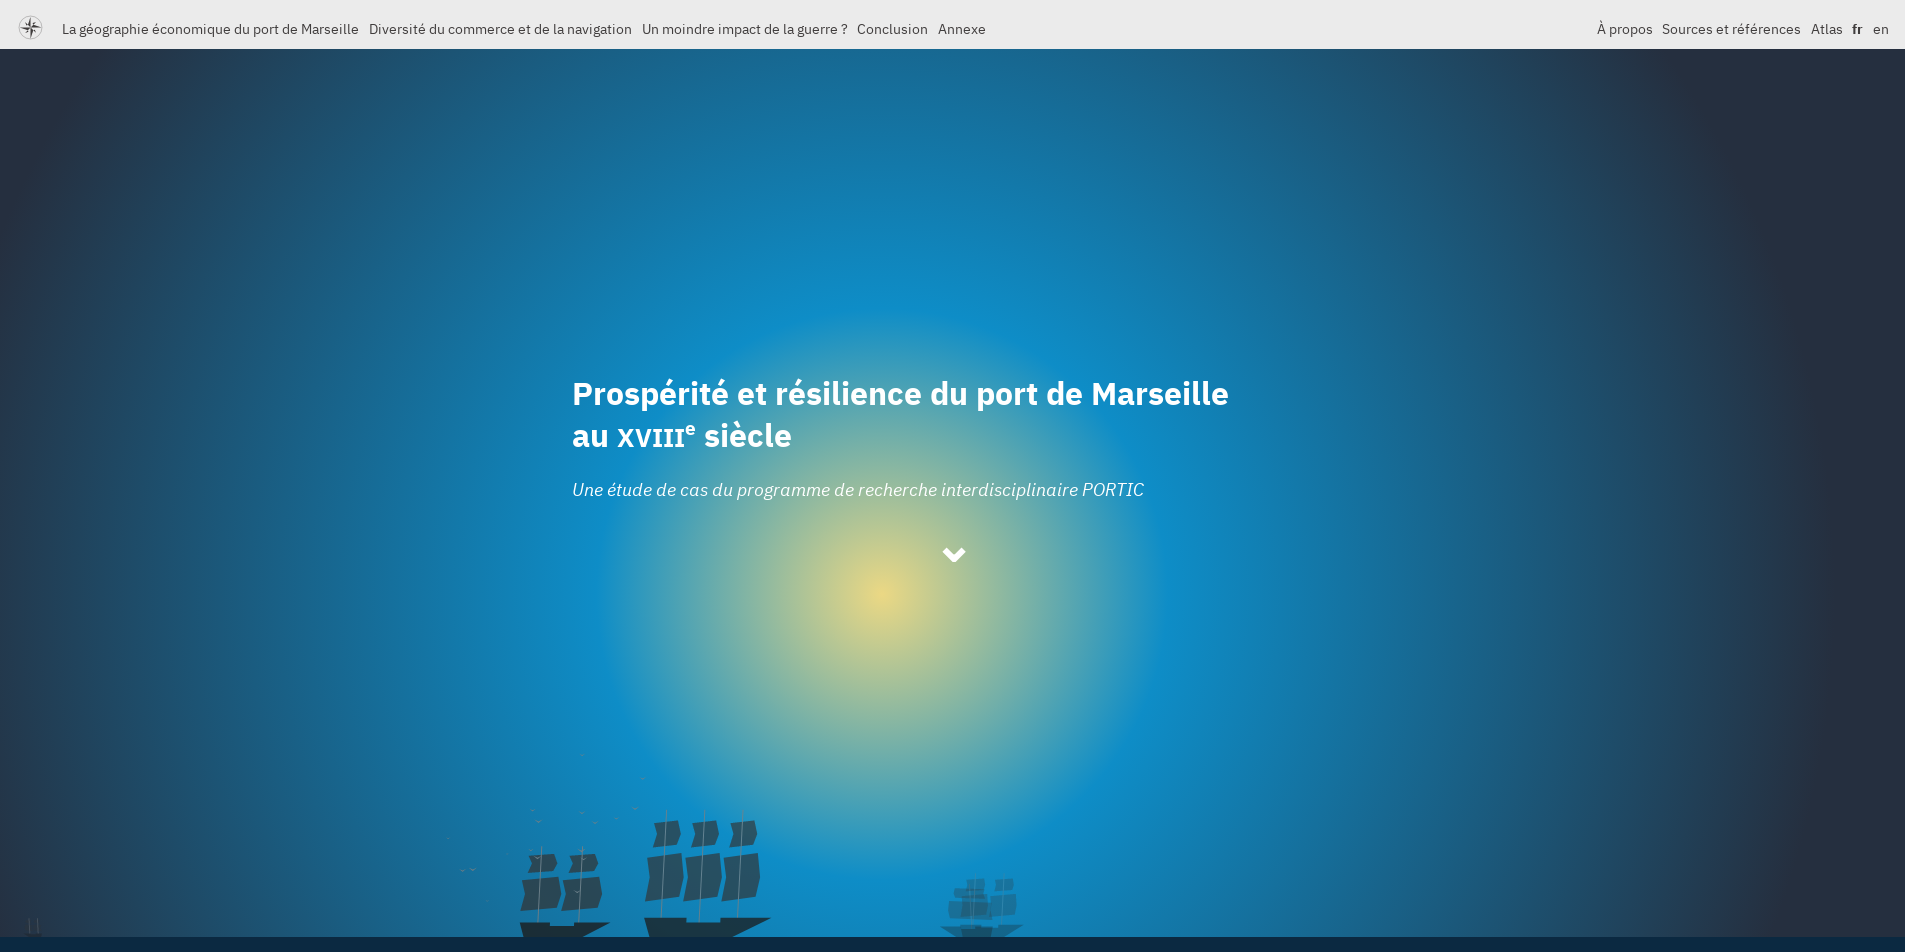 La géographie économique du port de Marseille Diversité du commerce et de la navigation Un moindre impact de la guerre ? Conclusion Annexe À propos Sources et références Atlas fr en
Prospérité et résilience du port de Marseille
au XVIIIe siècle
Une étude de cas du programme de recherche interdisciplinaire PORTIC